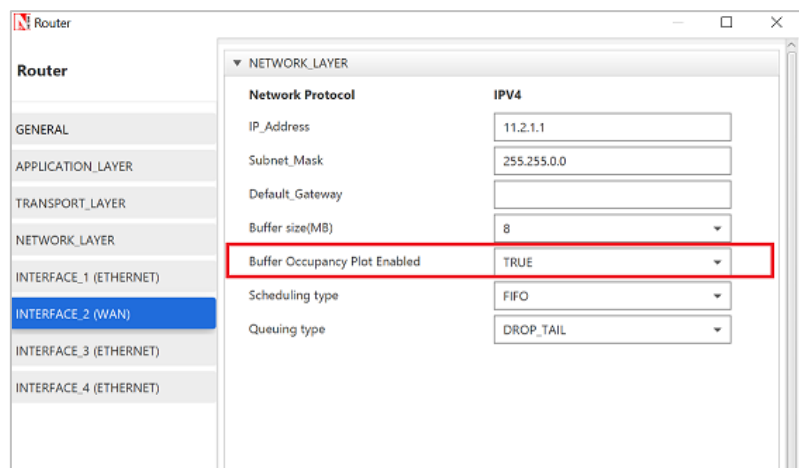 Router
Router
GENERAL
APPLICATION_LAYER
TRANSPORT_LAYER
NETWORK_LAYER
INTERFACE_1 (ETHERNET)
INTERFACE_2 (WAN)
INTERFACE_3 (ETHERNET)
INTERFACE_4 (ETHERNET)
NETWORK_LAYER
Network Protocol IPV4
IP_Address 11.2.1.1
Subnet_Mask 255.255.0.0
Default_Gateway
Buffer size(MB) 8
Buffer Occupancy Plot Enabled TRUE
Scheduling type FIFO
Queuing type DROP_TAIL